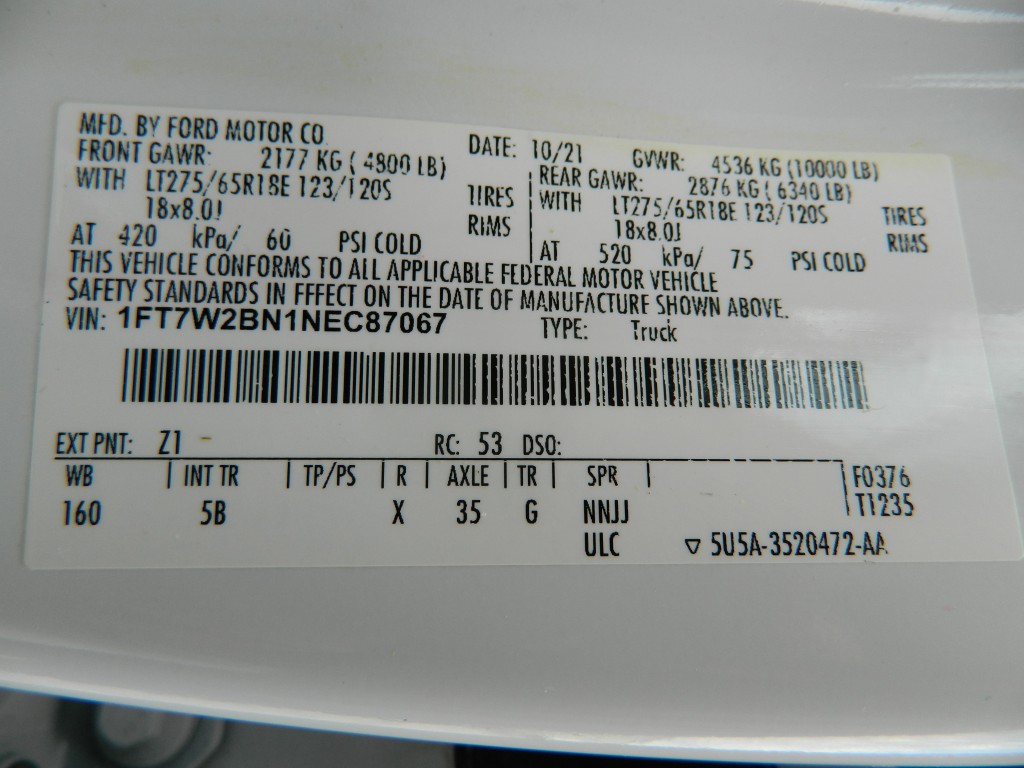 MFD. BY FORD MOTOR CO.
DATE: 10/21 GVWR: 4536 KG (10000 LB)
FRONT GAWR: 2177 KG ( 4800 LB)
REAR GAWR: 2876 KG ( 6340 LB)
WITH LT275/65R18E 123/120S TIRES
WITH LT275/65R18E 123/120S TIRES
18x8.0J RIMS
18x8.0J RIMS
AT 420 kPa/ 60 PSI COLD
AT 520 kPa/ 75 PSI COLD
THIS VEHICLE CONFORMS TO ALL APPLICABLE FEDERAL MOTOR VEHICLE
SAFETY STANDARDS IN EFFECT ON THE DATE OF MANUFACTURE SHOWN ABOVE.
VIN: 1FT7W2BN1NEC87067 TYPE: Truck
EXT PNT: Z1 RC: 53 DSO:
WB | INT TR | TP/PS | R | AXLE | TR | SPR | F0376
160 5B X 35 G NNJJ T1235
ULC ▽ 5U5A-3520472-AA